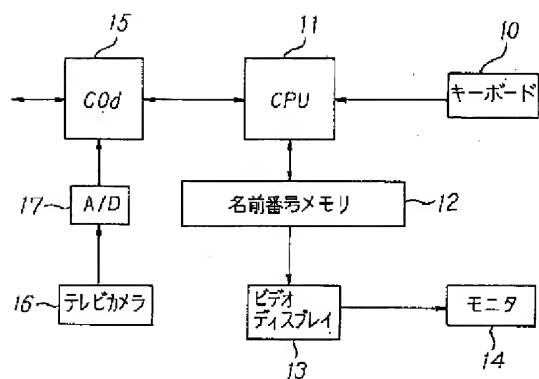 15
11
10
COd
CPU
キーボード
17
A/D
名前番号メモリ
12
16
テレビカメラ
ビデオ
ディスプレイ
モニタ
13
14